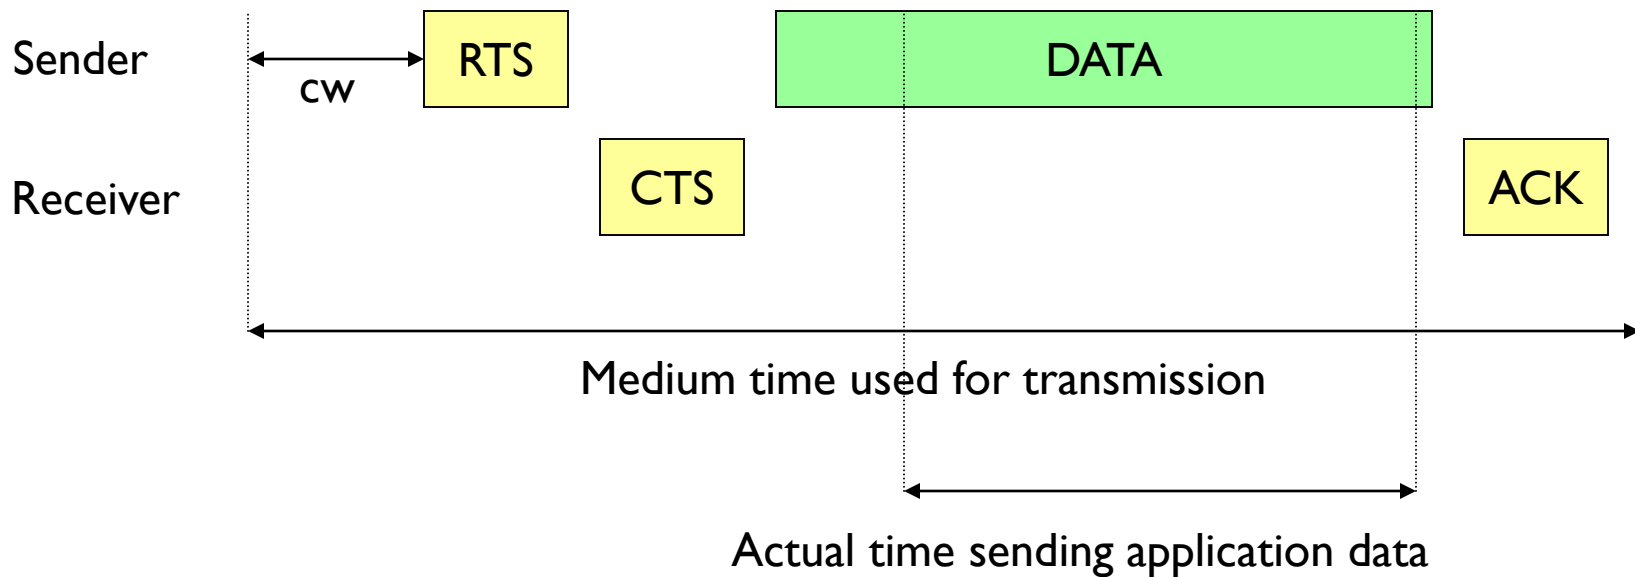 Sender
cw
RTS
DATA
Receiver
CTS
ACK
Medium time used for transmission
Actual time sending application data